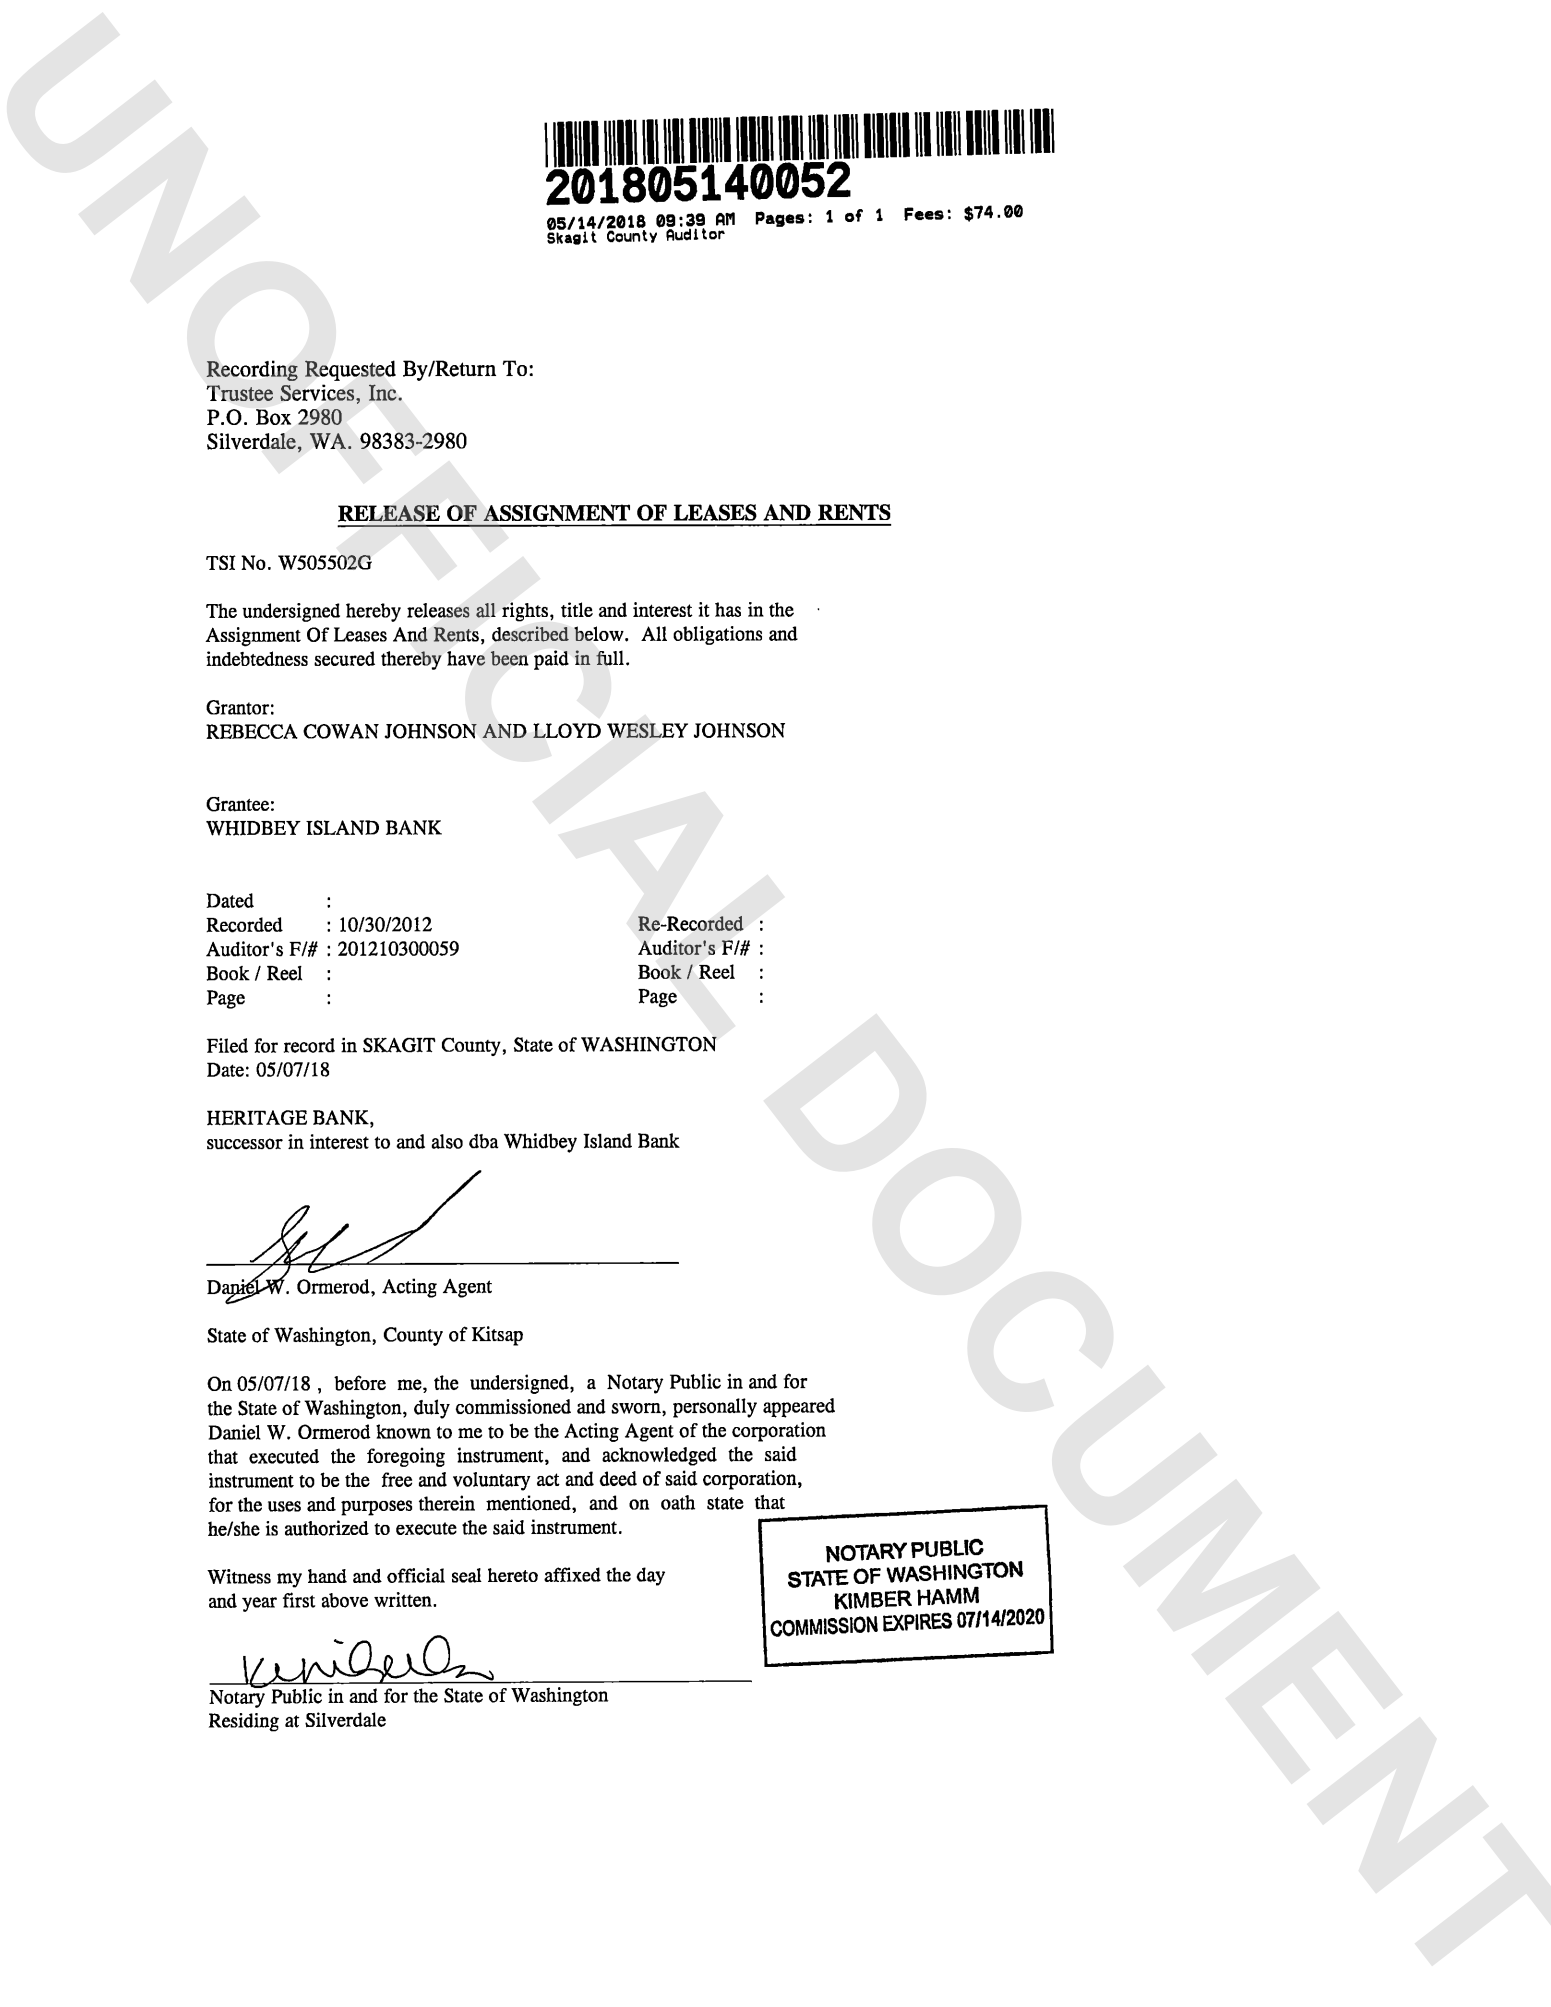 UNOFFICIAL DOCUMENT
201805140052
05/14/2018 09:39 AM Pages: 1 of 1 Fees: $74.00
Skagit County Auditor
Recording Requested By/Return To:
Trustee Services, Inc.
P.O. Box 2980
Silverdale, WA. 98383-2980
RELEASE OF ASSIGNMENT OF LEASES AND RENTS
TSI No. W505502G
The undersigned hereby releases all rights, title and interest it has in the
Assignment Of Leases And Rents, described below. All obligations and
indebtedness secured thereby have been paid in full.
Grantor:
REBECCA COWAN JOHNSON AND LLOYD WESLEY JOHNSON
Grantee:
WHIDBEY ISLAND BANK
Dated :
Recorded : 10/30/2012 Re-Recorded :
Auditor's F/# : 201210300059 Auditor's F/# :
Book / Reel : Book / Reel :
Page : Page :
Filed for record in SKAGIT County, State of WASHINGTON
Date: 05/07/18
HERITAGE BANK,
successor in interest to and also dba Whidbey Island Bank
Daniel W. Ormerod, Acting Agent
State of Washington, County of Kitsap
On 05/07/18 , before me, the undersigned, a Notary Public in and for
the State of Washington, duly commissioned and sworn, personally appeared
Daniel W. Ormerod known to me to be the Acting Agent of the corporation
that executed the foregoing instrument, and acknowledged the said
instrument to be the free and voluntary act and deed of said corporation,
for the uses and purposes therein mentioned, and on oath state that
he/she is authorized to execute the said instrument.
Witness my hand and official seal hereto affixed the day
and year first above written.
NOTARY PUBLIC
STATE OF WASHINGTON
KIMBER HAMM
COMMISSION EXPIRES 07/14/2020
Notary Public in and for the State of Washington
Residing at Silverdale